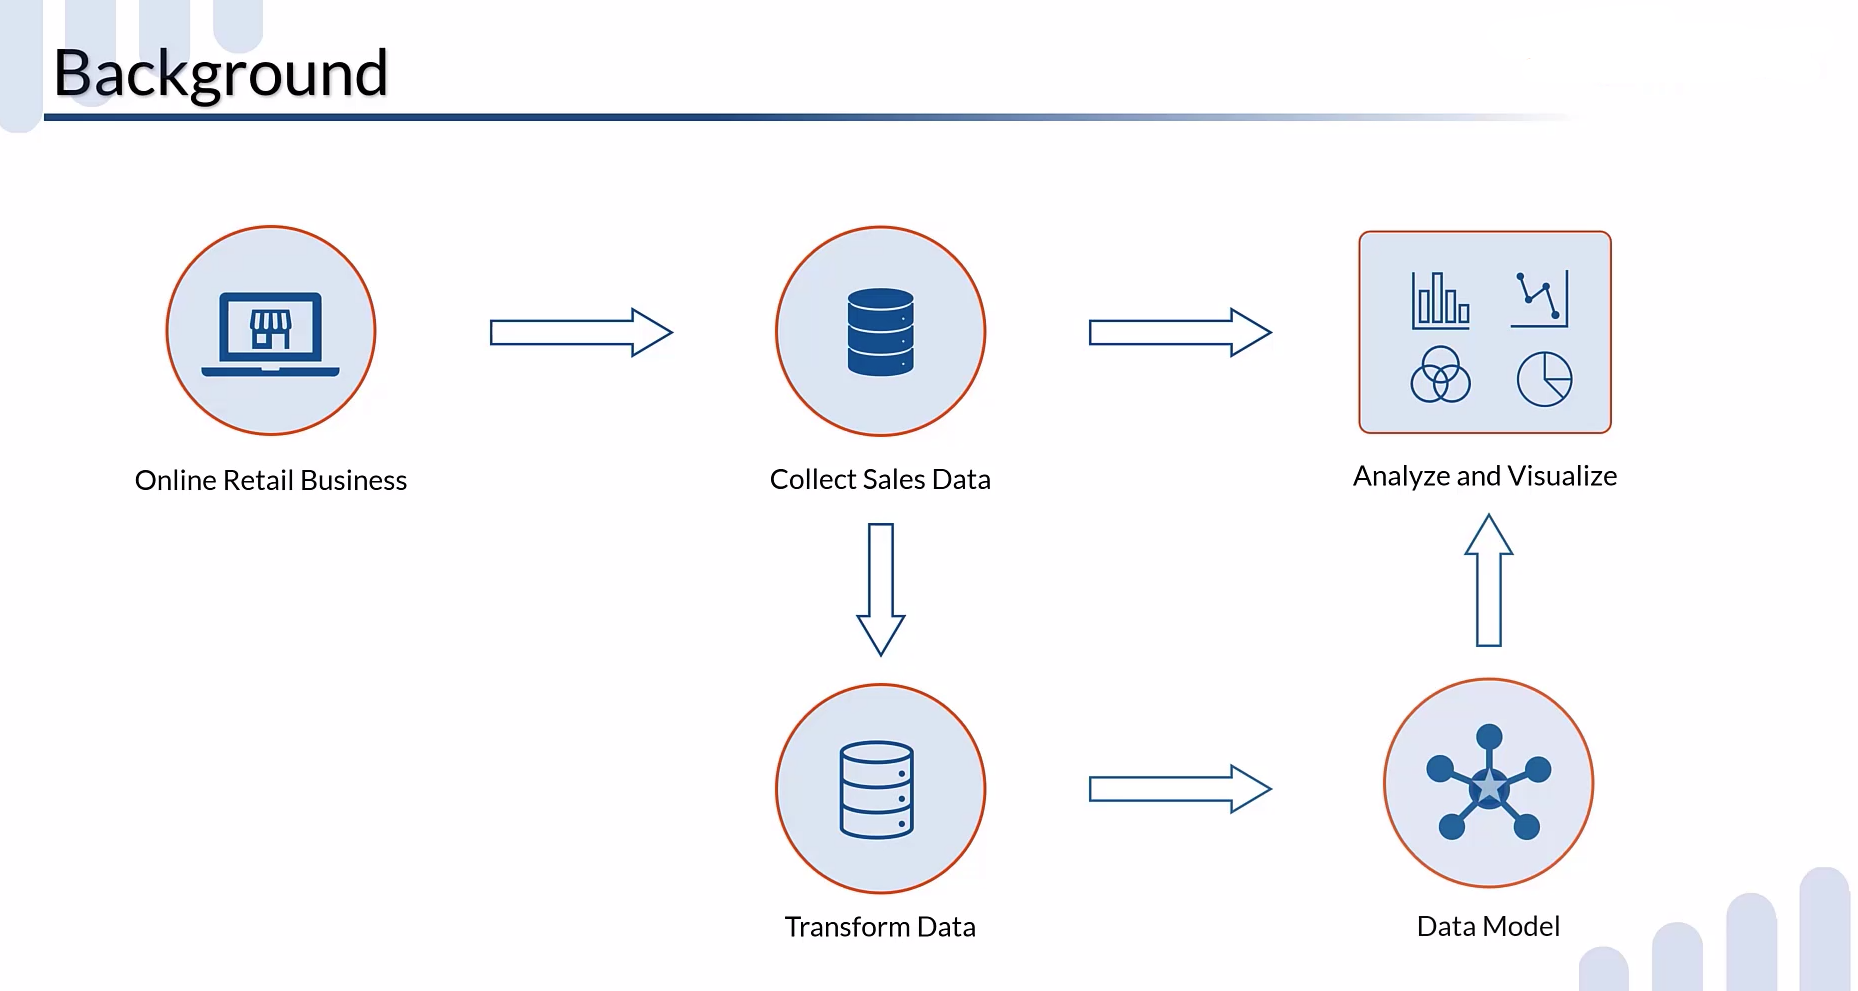 Background
Online Retail Business
Collect Sales Data
Analyze and Visualize
Transform Data
Data Model